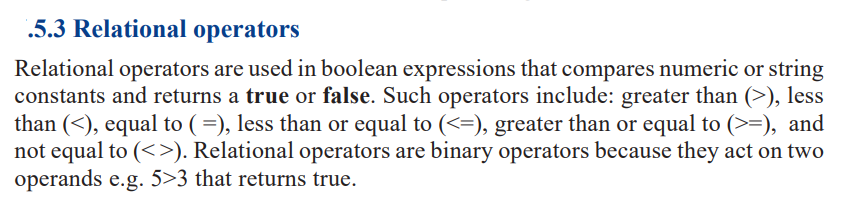 .5.3 Relational operators
Relational operators are used in boolean expressions that compares numeric or string
constants and returns a true or false. Such operators include: greater than (>), less
than (<), equal to ( =), less than or equal to (<=), greater than or equal to (>=),  and
not equal to (< >). Relational operators are binary operators because they act on two
operands e.g. 5>3 that returns true.